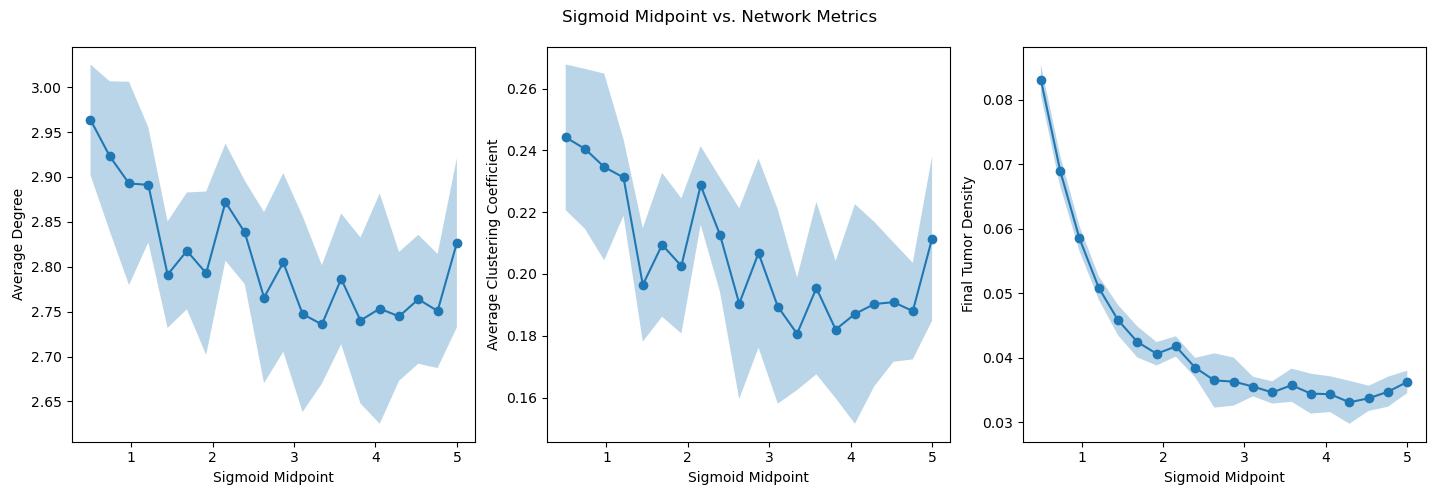 Sigmoid Midpoint vs. Network Metrics
Average Degree
3.00
2.95
2.90
2.85
2.80
2.75
2.70
2.65
1 2 3 4 5
Sigmoid Midpoint
Average Clustering Coefficient
0.26
0.24
0.22
0.20
0.18
0.16
1 2 3 4 5
Sigmoid Midpoint
Final Tumor Density
0.08
0.07
0.06
0.05
0.04
0.03
1 2 3 4 5
Sigmoid Midpoint